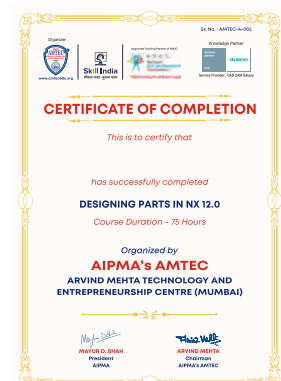 Sr. No. : AMTEC-A-002
Organizer
Approved Training Partner of NSDC
Knowledge Partner
AMTEC
Skill India
SIEMENS
www.amtecedu.org
Service Provider: CAD CAM Galaxy
CERTIFICATE OF COMPLETION
This is to certify that
has successfully completed
DESIGNING PARTS IN NX 12.0
Course Duration - 75 Hours
Organized by
AIPMA's AMTEC
ARVIND MEHTA TECHNOLOGY AND
ENTREPRENEURSHIP CENTRE (MUMBAI)
MAYUR D. SHAH
President
AIPMA
ARVIND MEHTA
Chairman
AIPMA's AMTEC